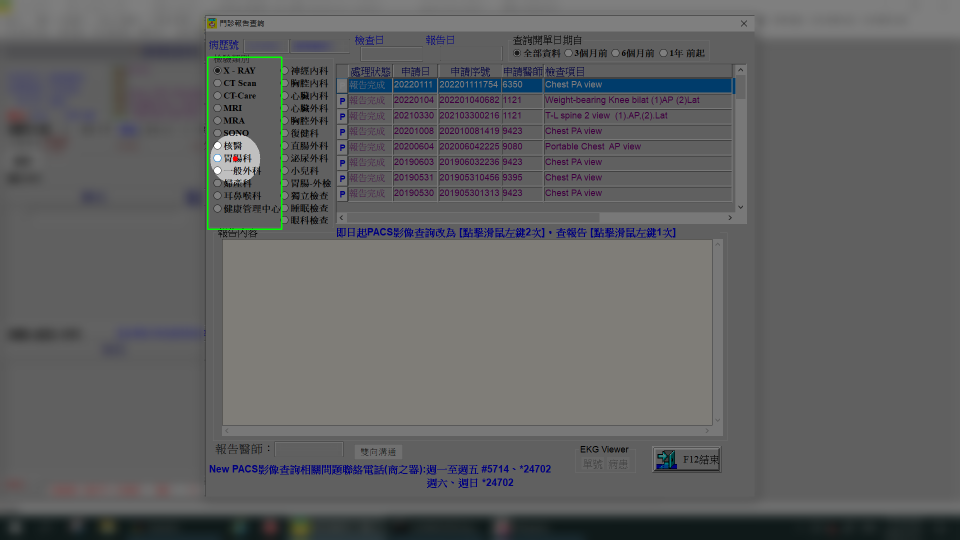 門診報告查詢
病歷號 檢查日 報告日 查詢開單日期自
全部資料 3個月前 6個月前 1年 前起
檢驗類別
X - RAY 神經內科
CT Scan 胸腔內科
CT-Care 心臟內科
MRI 心臟外科
MRA 胸腔外科
SONO 復健科
核醫 直腸外科
胃腸科 泌尿外科
一般外科 小兒科
婦產科 胃腸-外檢
耳鼻喉科 獨立檢查
健康管理中心 睡眠檢查
眼科檢查
處理狀態 申請日 申請序號 申請醫師 檢查項目
報告完成 20220111 202201111754 6350 Chest PA view
P 報告完成 20220104 202201040682 1121 Weight-bearing Knee bilat (1)AP (2)Lat
P 報告完成 20210330 202103300216 1121 T-L spine 2 view (1).AP,(2).Lat
P 報告完成 20201008 202010081419 9423 Chest PA view
P 報告完成 20200604 202006042225 9080 Portable Chest AP view
P 報告完成 20190603 201906032236 9423 Chest PA view
P 報告完成 20190531 201905310456 9395 Chest PA view
P 報告完成 20190530 201905301313 9423 Chest PA view
報告內容 即日起PACS影像查詢改為 [點擊滑鼠左鍵2次]，查報告 [點擊滑鼠左鍵1次]
報告醫師： 雙向溝通 EKG Viewer
單號 病患
F12結束
New PACS影像查詢相關問題聯絡電話(商之器):週一至週五 #5714、*24702
週六、週日 *24702